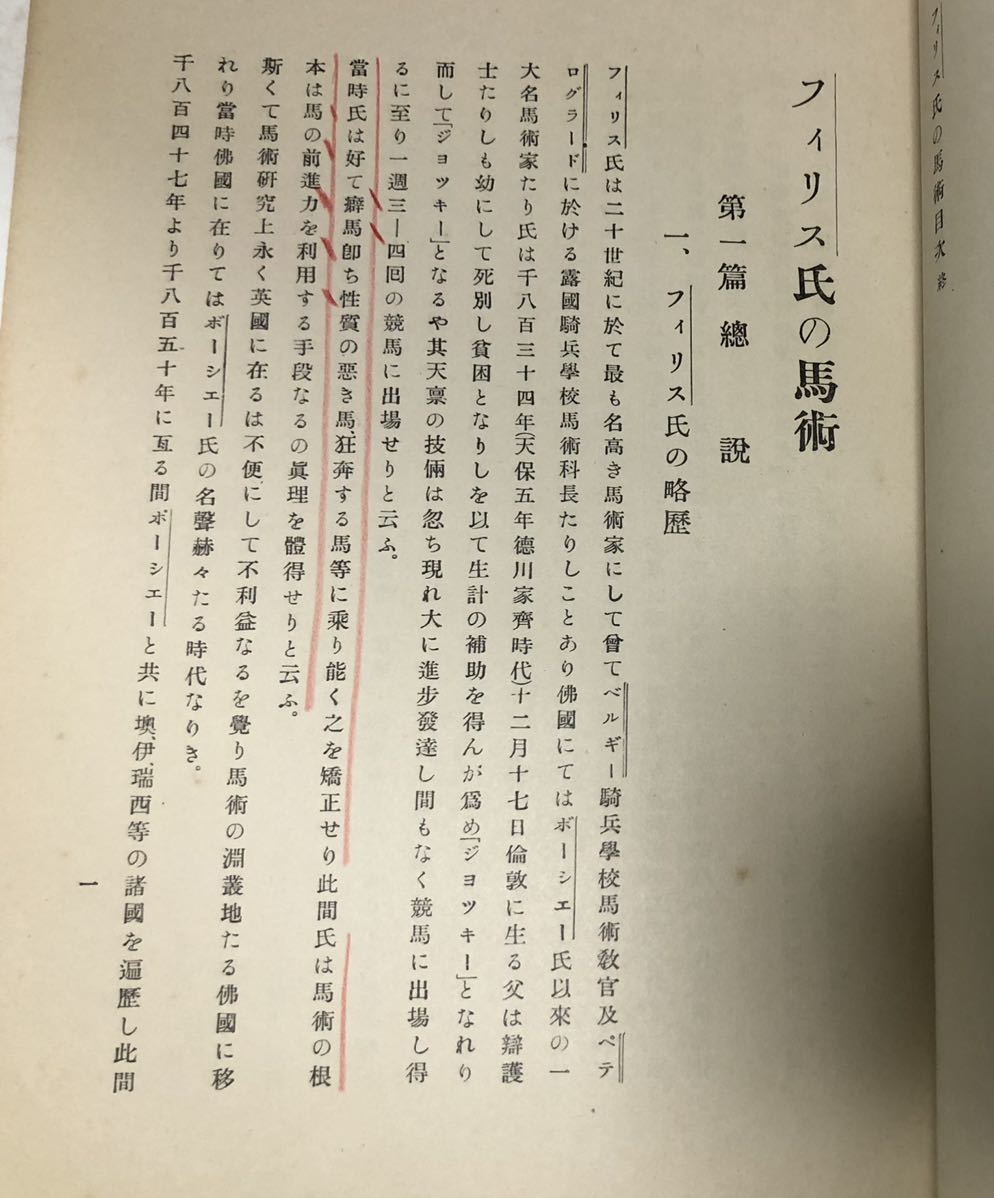 フィリス氏の馬術目次 終
フィリス氏の馬術
第一篇 總說
一、フィリス氏の略歷
フィリス氏は二十世紀に於て最も名高き馬術家にして曾てベルギー騎兵學校馬術敎官及ペテ
ログラードに於ける露國騎兵學校馬術科長たりしことあり佛國にてはボーシエー氏以來の一
大名馬術家たり氏は千八百三十四年(天保五年德川家齊時代)十二月十七日倫敦に生る父は辯護
士たりしも幼にして死別し貧困となりしを以て生計の補助を得んが爲め「ジヨツキー」となれり
而して「ジヨツキー」となるや其天禀の技倆は忽ち現れ大に進步發達し間もなく競馬に出場し得
るに至り一週三—四回の競馬に出場せりと云ふ。
當時氏は好て癖馬卽ち性質の惡き馬、狂奔する馬等に乘り能く之を矯正せり此間氏は馬術の根
本は馬の前進力を利用する手段なるの眞理を體得せりと云ふ。
斯くて馬術硏究上永く英國に在るは不便にして不利益なるを覺り馬術の淵叢地たる佛國に移
れり當時佛國に在りてはボーシエー氏の名聲赫々たる時代なりき。
千八百四十七年より千八百五十年に亙る間ボーシエーと共に墺、伊、瑞西等の諸國を遍歷し此間
一